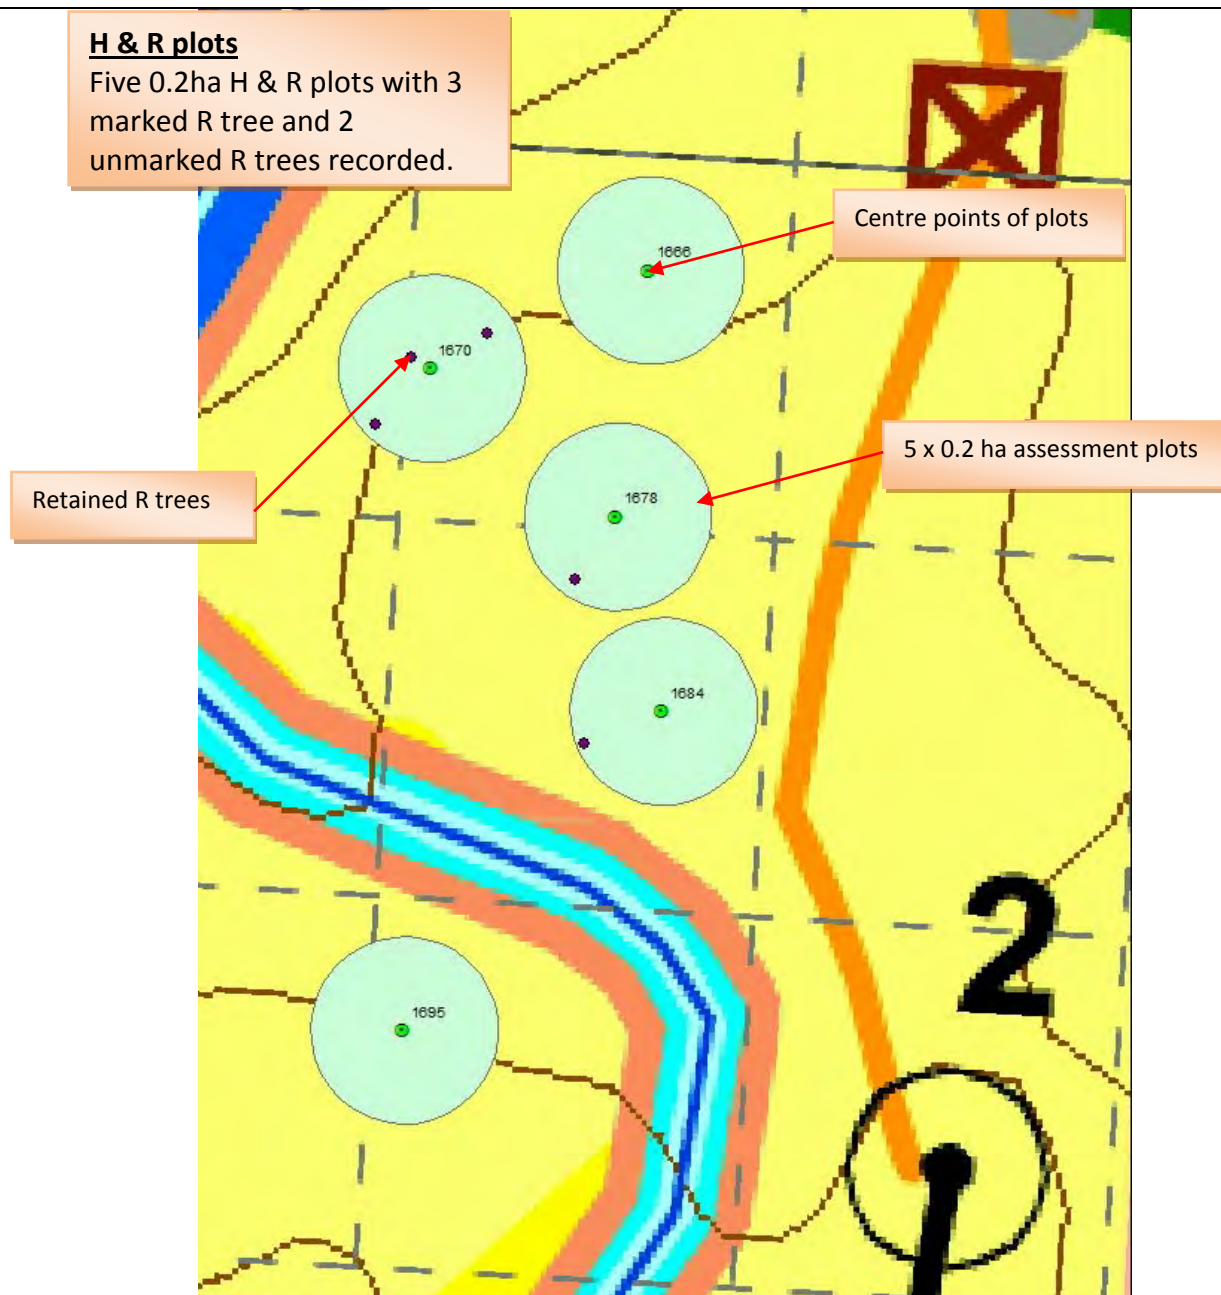 H & R plots
Five 0.2ha H & R plots with 3
marked R tree and 2
unmarked R trees recorded.
Centre points of plots
1666
1670
5 x 0.2 ha assessment plots
Retained R trees
1678
1684
2
1695